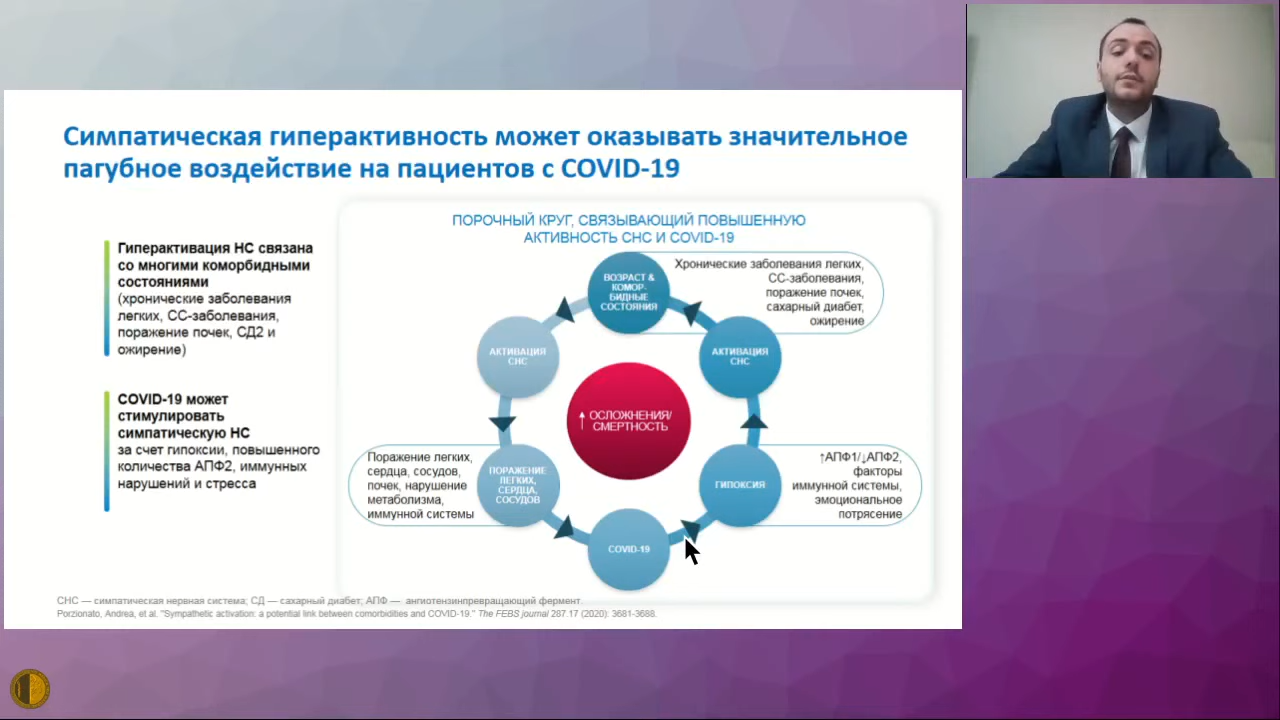 Симпатическая гиперактивность может оказывать значительное
пагубное воздействие на пациентов с COVID-19
Гиперактивация НС связана
со многими коморбидными
состояниями
(хронические заболевания
легких, СС-заболевания,
поражение почек, СД2 и
ожирение)
COVID-19 может
стимулировать
симпатическую НС
за счет гипоксии, повышенного
количества АПФ2, иммунных
нарушений и стресса
ПОРОЧНЫЙ КРУГ, СВЯЗЫВАЮЩИЙ ПОВЫШЕННУЮ
АКТИВНОСТЬ СНС И COVID-19
ВОЗРАСТ &
КОМОР-
БИДНЫЕ
СОСТОЯНИЯ
Хронические заболевания легких,
СС-заболевания,
поражение почек,
сахарный диабет,
ожирение
АКТИВАЦИЯ
СНС
АКТИВАЦИЯ
СНС
↑ ОСЛОЖНЕНИЯ/
СМЕРТНОСТЬ
Поражение легких,
сердца, сосудов,
почек, нарушение
метаболизма,
иммунной системы
ПОРАЖЕНИЕ
ЛЕГКИХ,
СЕРДЦА,
СОСУДОВ
ГИПОКСИЯ
↑АПФ1/↓АПФ2,
факторы
иммунной системы,
эмоциональное
потрясение
COVID-19
СНС — симпатическая нервная система; СД — сахарный диабет; АПФ — ангиотензинпревращающий фермент
Porzionato, Andrea, et al. "Sympathetic activation: a potential link between comorbidities and COVID-19." The FEBS journal 287.17 (2020): 3681-3688.